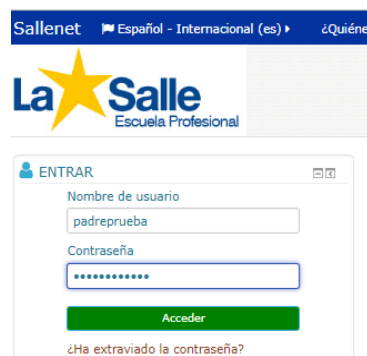 Sallenet Español - Internacional (es) ¿Quiéne
La Salle
Escuela Profesional
ENTRAR
Nombre de usuario
padreprueba
Contraseña
••••••••••••
Acceder
¿Ha extraviado la contraseña?